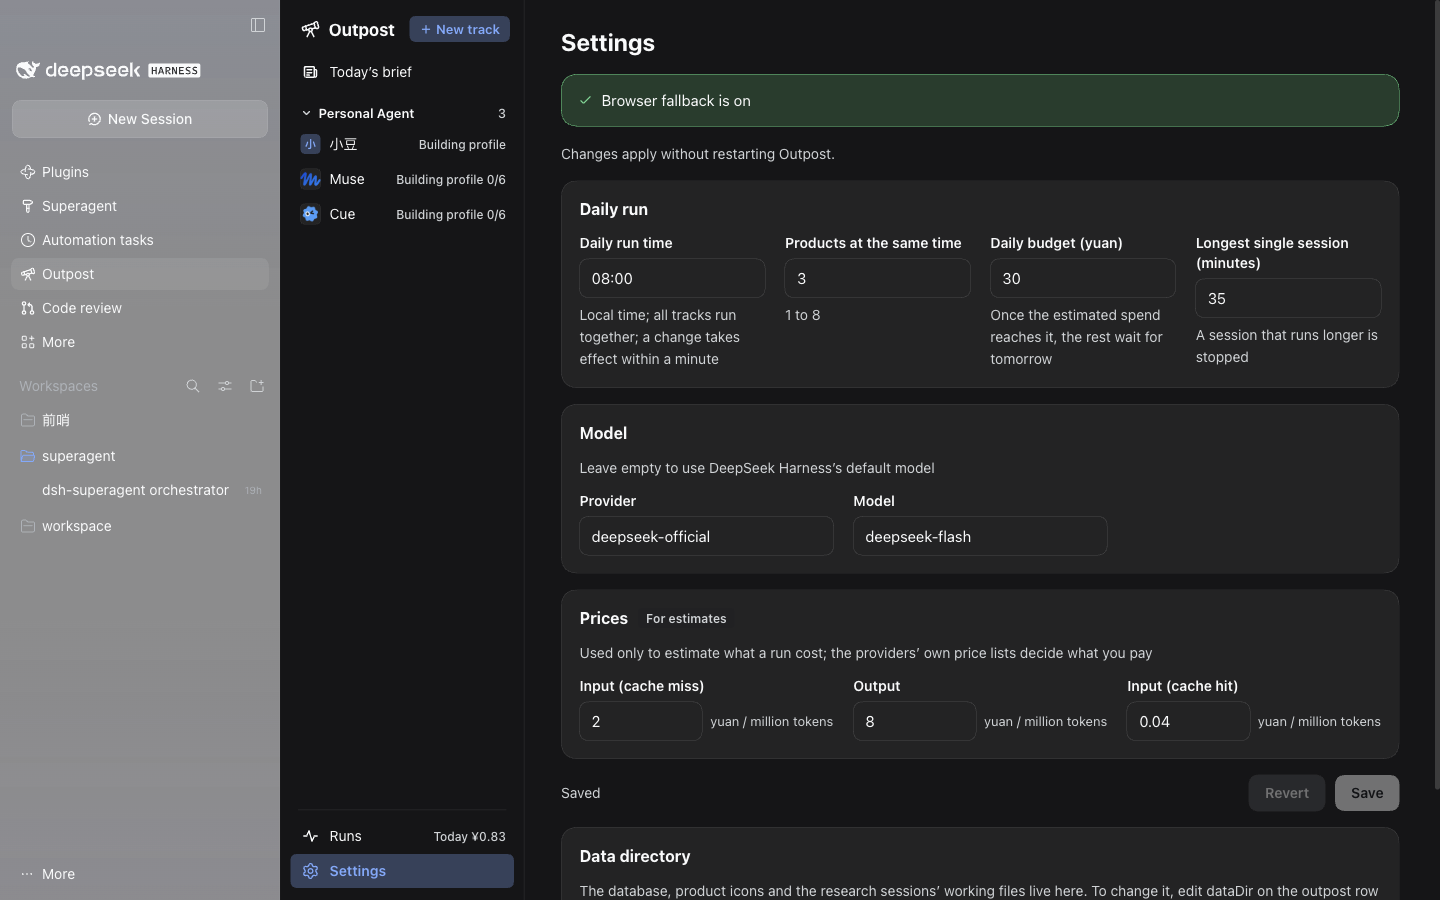 deepseek HARNESS
New Session
Plugins
Superagent
Automation tasks
Outpost
Code review
More
Workspaces
前哨
superagent
dsh-superagent orchestrator 19h
workspace
More
Outpost
+ New track
Today's brief
Personal Agent 3
小 小豆 Building profile
Muse Building profile 0/6
Cue Building profile 0/6
Runs Today ¥0.83
Settings
Settings
Browser fallback is on
Changes apply without restarting Outpost.
Daily run
Daily run time
08:00
Local time; all tracks run
together; a change takes
effect within a minute
Products at the same time
3
1 to 8
Daily budget (yuan)
30
Once the estimated spend
reaches it, the rest wait for
tomorrow
Longest single session
(minutes)
35
A session that runs longer is
stopped
Model
Leave empty to use DeepSeek Harness's default model
Provider
deepseek-official
Model
deepseek-flash
Prices For estimates
Used only to estimate what a run cost; the providers' own price lists decide what you pay
Input (cache miss)
2 yuan / million tokens
Output
8 yuan / million tokens
Input (cache hit)
0.04 yuan / million tokens
Saved
Revert
Save
Data directory
The database, product icons and the research sessions' working files live here. To change it, edit dataDir on the outpost row